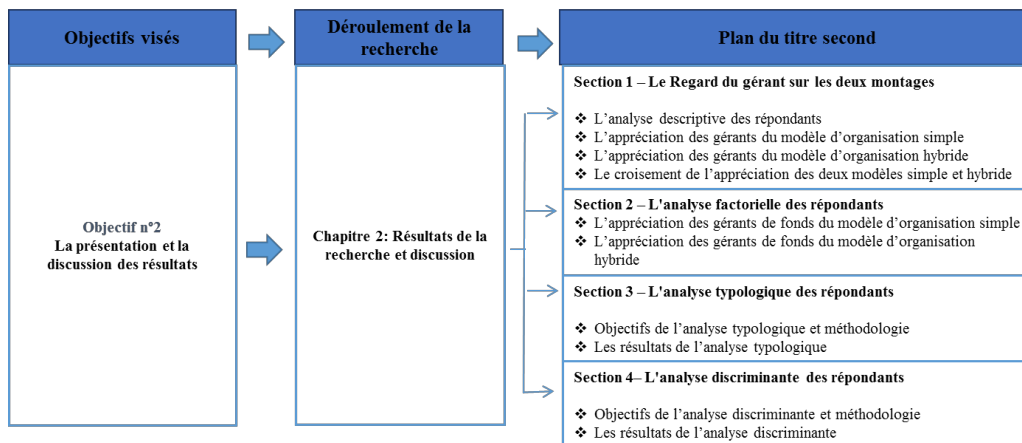 Objectifs visés
Déroulement de la
recherche
Plan du titre second
Objectif n°2
La présentation et la
discussion des résultats
Chapitre 2: Résultats de la
recherche et discussion
Section 1 – Le Regard du gérant sur les deux montages
❖ L’analyse descriptive des répondants
❖ L’appréciation des gérants du modèle d’organisation simple
❖ L’appréciation des gérants du modèle d’organisation hybride
❖ Le croisement de l’appréciation des deux modèles simple et hybride
Section 2 – L'analyse factorielle des répondants
❖ L’appréciation des gérants de fonds du modèle d’organisation simple
❖ L’appréciation des gérants de fonds du modèle d’organisation
hybride
Section 3 – L'analyse typologique des répondants
❖ Objectifs de l’analyse typologique et méthodologie
❖ Les résultats de l’analyse typologique
Section 4– L'analyse discriminante des répondants
❖ Objectifs de l’analyse discriminante et méthodologie
❖ Les résultats de l’analyse discriminante